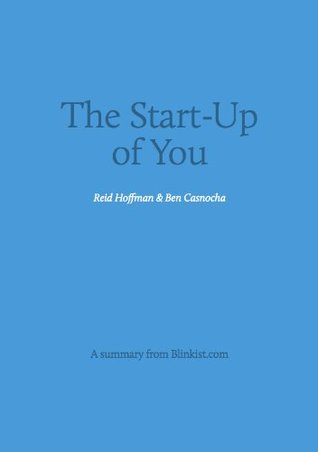 The Start-Up
of You
Reid Hoffman & Ben Casnocha
A summary from Blinkist.com